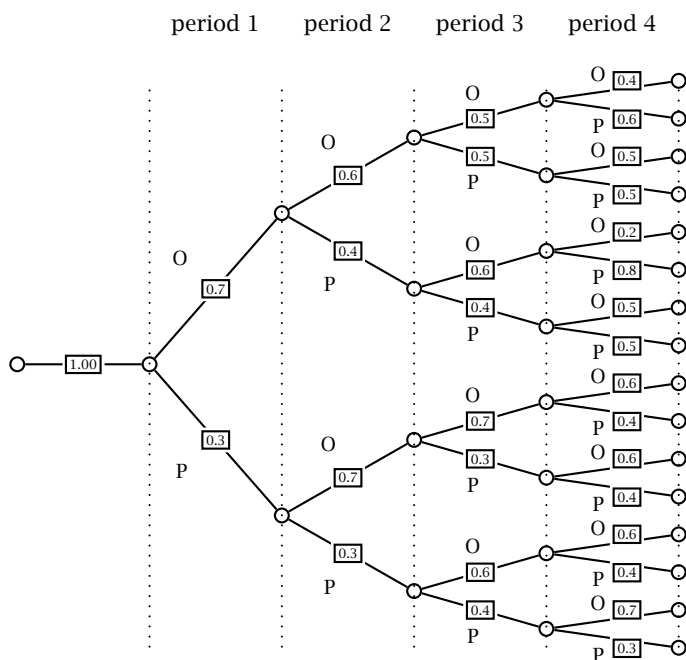 period 1 period 2 period 3 period 4
O 0.4
O
0.5 P 0.6
O O 0.5
0.6 0.5
P P 0.5
O 0.2
O
0.4 0.6 P 0.8
O P O 0.5
0.7 0.4
P P 0.5
1.00
O 0.6
O
0.3 0.7 P 0.4
P O O 0.6
0.7 0.3
P P 0.4
O 0.6
O
0.3 0.6 P 0.4
P O 0.7
0.4
P P 0.3